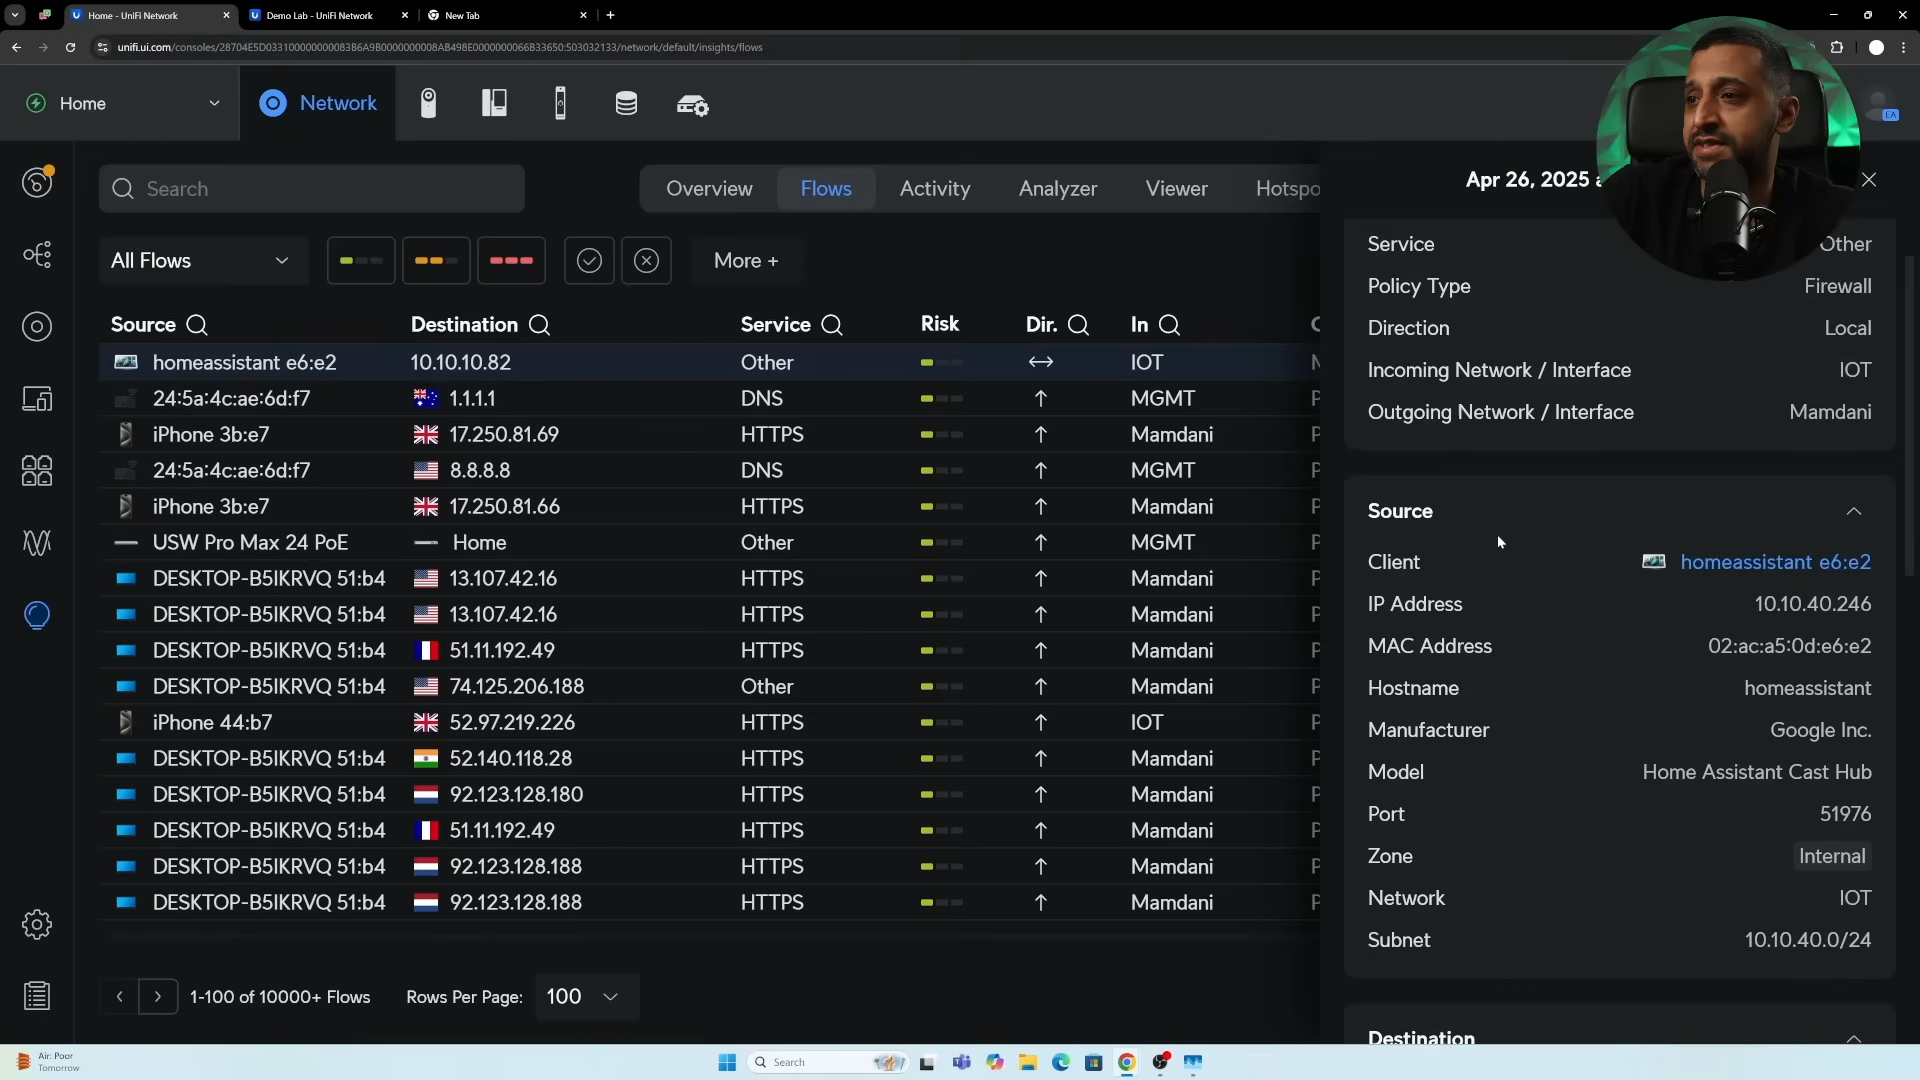 Home - UniFi Network
Demo Lab - UniFi Network
New Tab
unifi.ui.com/consoles/28704E5D033100000000083B6A9B0000000008AB498E0000000066B33650:503032133/network/default/insights/flows
Home
Network
EA
Search
Overview
Flows
Activity
Analyzer
Viewer
Hotspo
All Flows
More +
Source Destination Service Risk Dir. In
homeassistant e6:e2 10.10.10.82 Other IOT
24:5a:4c:ae:6d:f7 1.1.1.1 DNS MGMT
iPhone 3b:e7 17.250.81.69 HTTPS Mamdani
24:5a:4c:ae:6d:f7 8.8.8.8 DNS MGMT
iPhone 3b:e7 17.250.81.66 HTTPS Mamdani
USW Pro Max 24 PoE Home Other MGMT
DESKTOP-B5IKRVQ 51:b4 13.107.42.16 HTTPS Mamdani
DESKTOP-B5IKRVQ 51:b4 13.107.42.16 HTTPS Mamdani
DESKTOP-B5IKRVQ 51:b4 51.11.192.49 HTTPS Mamdani
DESKTOP-B5IKRVQ 51:b4 74.125.206.188 Other Mamdani
iPhone 44:b7 52.97.219.226 HTTPS IOT
DESKTOP-B5IKRVQ 51:b4 52.140.118.28 HTTPS Mamdani
DESKTOP-B5IKRVQ 51:b4 92.123.128.180 HTTPS Mamdani
DESKTOP-B5IKRVQ 51:b4 51.11.192.49 HTTPS Mamdani
DESKTOP-B5IKRVQ 51:b4 92.123.128.188 HTTPS Mamdani
DESKTOP-B5IKRVQ 51:b4 92.123.128.188 HTTPS Mamdani
1-100 of 10000+ Flows Rows Per Page: 100
Apr 26, 2025
Service Other
Policy Type Firewall
Direction Local
Incoming Network / Interface IOT
Outgoing Network / Interface Mamdani
Source
Client homeassistant e6:e2
IP Address 10.10.40.246
MAC Address 02:ac:a5:0d:e6:e2
Hostname homeassistant
Manufacturer Google Inc.
Model Home Assistant Cast Hub
Port 51976
Zone Internal
Network IOT
Subnet 10.10.40.0/24
Destination
Air: Poor
Tomorrow
Search